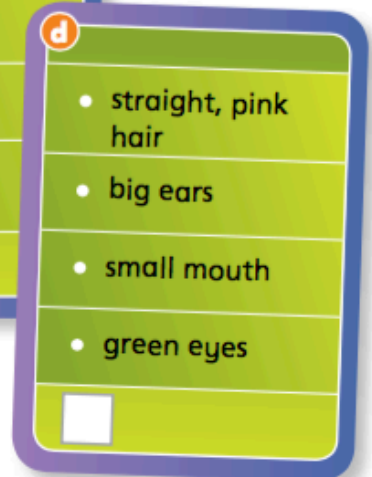 d
• straight, pink
hair
• big ears
• small mouth
• green eyes